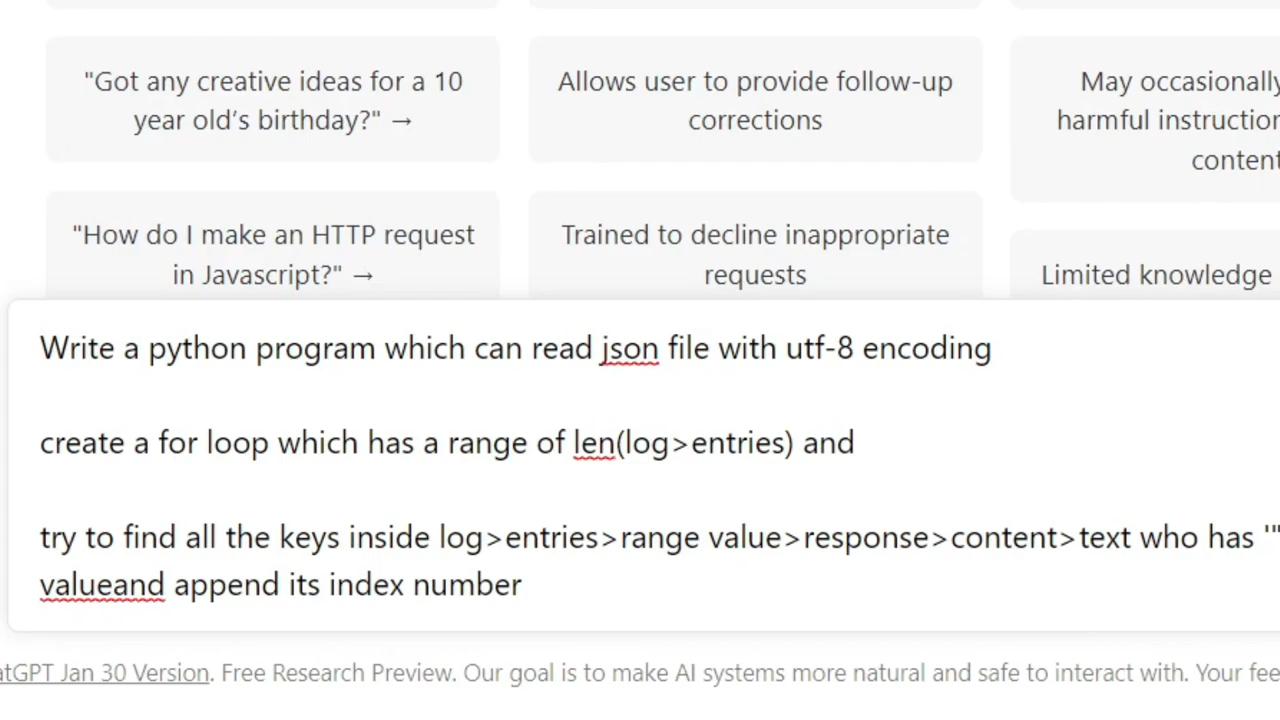 "Got any creative ideas for a 10
year old's birthday?" →
Allows user to provide follow-up
corrections
May occasionally
harmful instruction
content
"How do I make an HTTP request
in Javascript?" →
Trained to decline inappropriate
requests
Limited knowledge
Write a python program which can read json file with utf-8 encoding
create a for loop which has a range of len(log>entries) and
try to find all the keys inside log>entries>range value>response>content>text who has '"
valueand append its index number
atGPT Jan 30 Version. Free Research Preview. Our goal is to make AI systems more natural and safe to interact with. Your fee